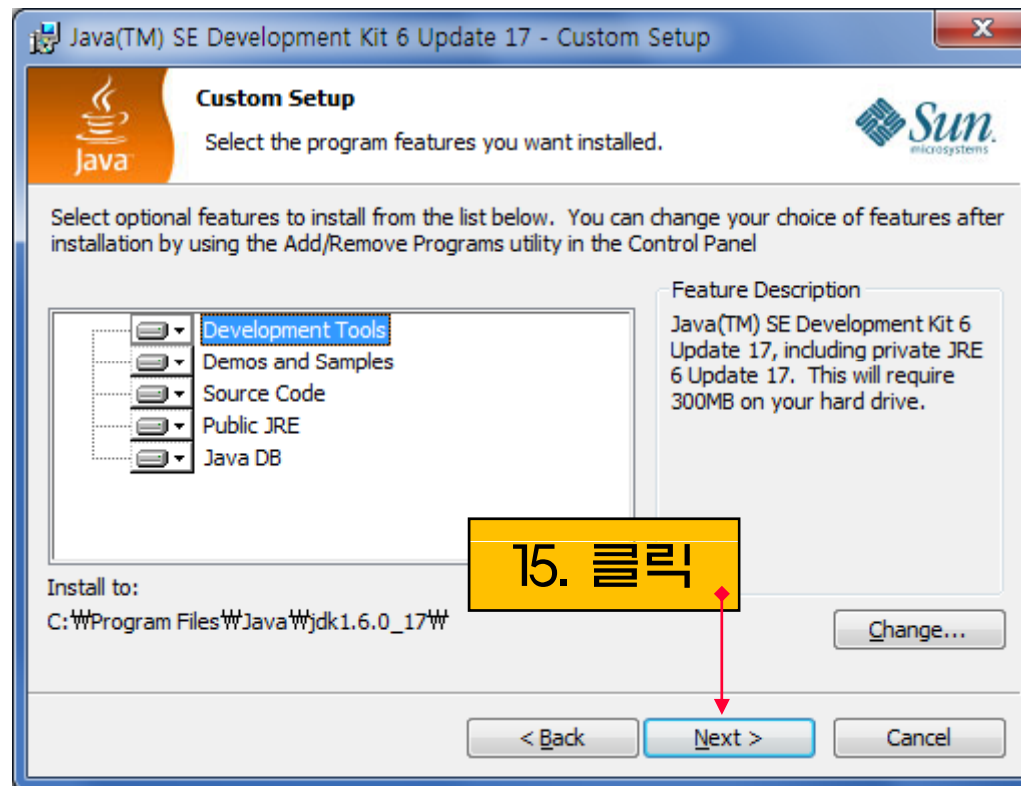 Java(TM) SE Development Kit 6 Update 17 - Custom Setup
Java
Custom Setup
Select the program features you want installed.
Sun
microsystems
Select optional features to install from the list below. You can change your choice of features after
installation by using the Add/Remove Programs utility in the Control Panel
Development Tools
Demos and Samples
Source Code
Public JRE
Java DB
Feature Description
Java(TM) SE Development Kit 6
Update 17, including private JRE
6 Update 17. This will require
300MB on your hard drive.
15. 클릭
Install to:
C:₩Program Files₩Java₩jdk1.6.0_17₩
Change...
< Back
Next >
Cancel